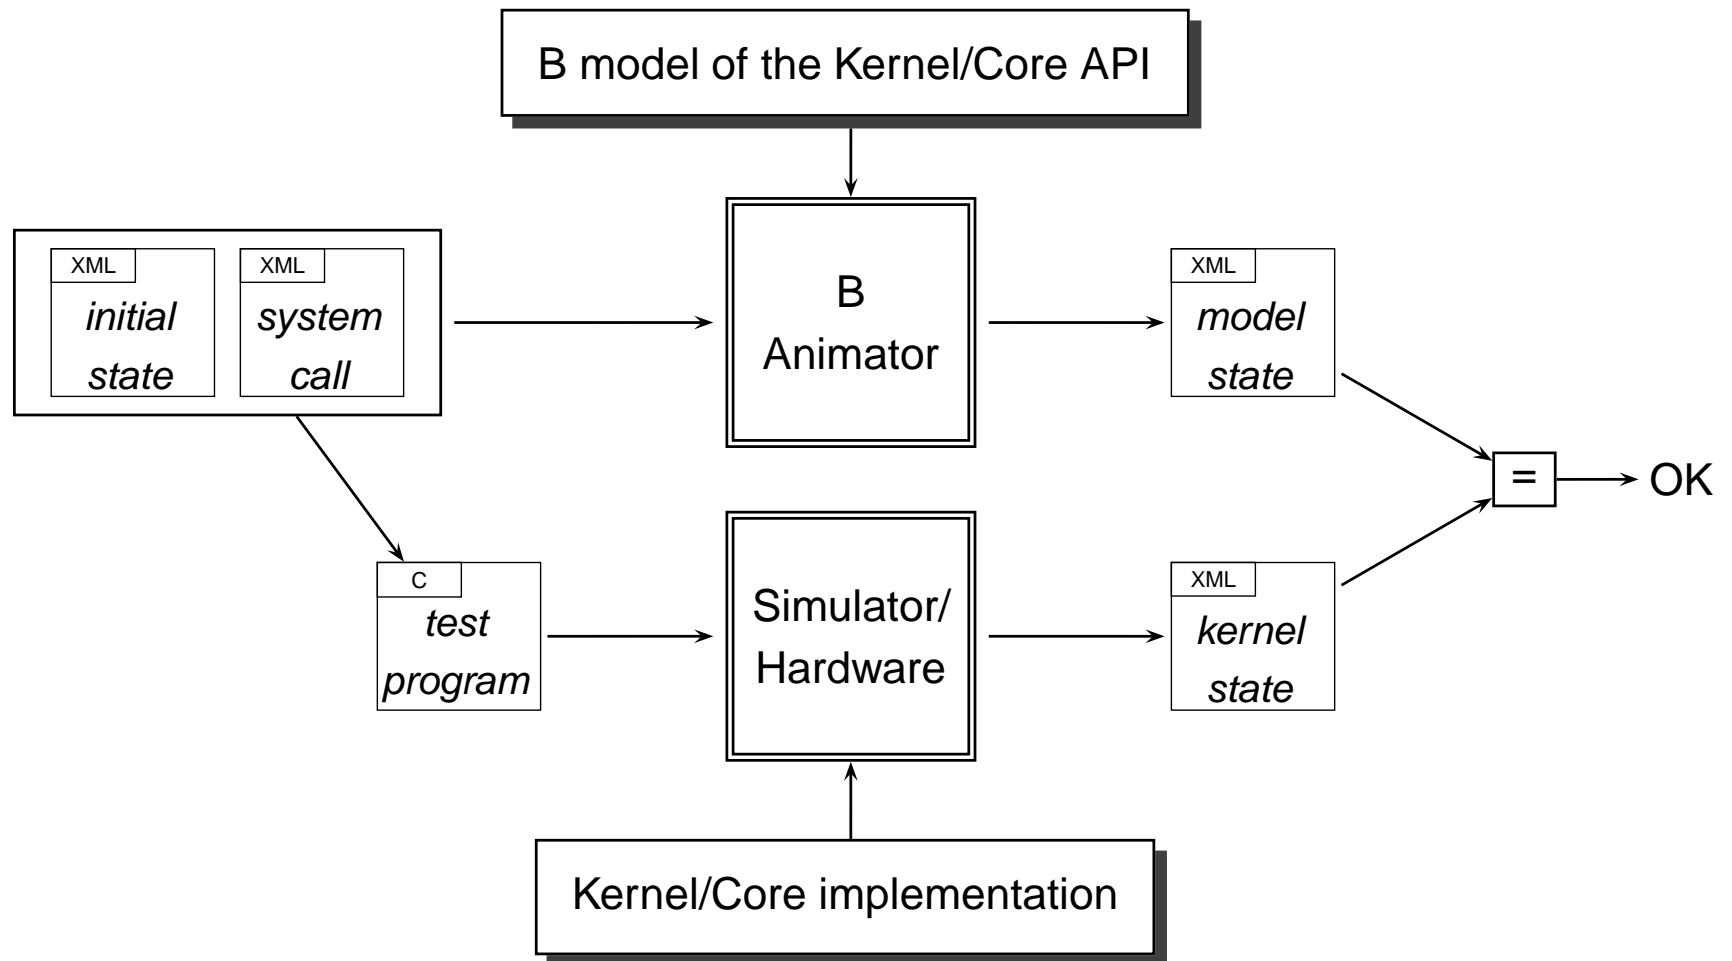 B model of the Kernel/Core API
XML
initial
state
XML
system
call
B
Animator
XML
model
state
=
OK
C
test
program
Simulator/
Hardware
XML
kernel
state
Kernel/Core implementation